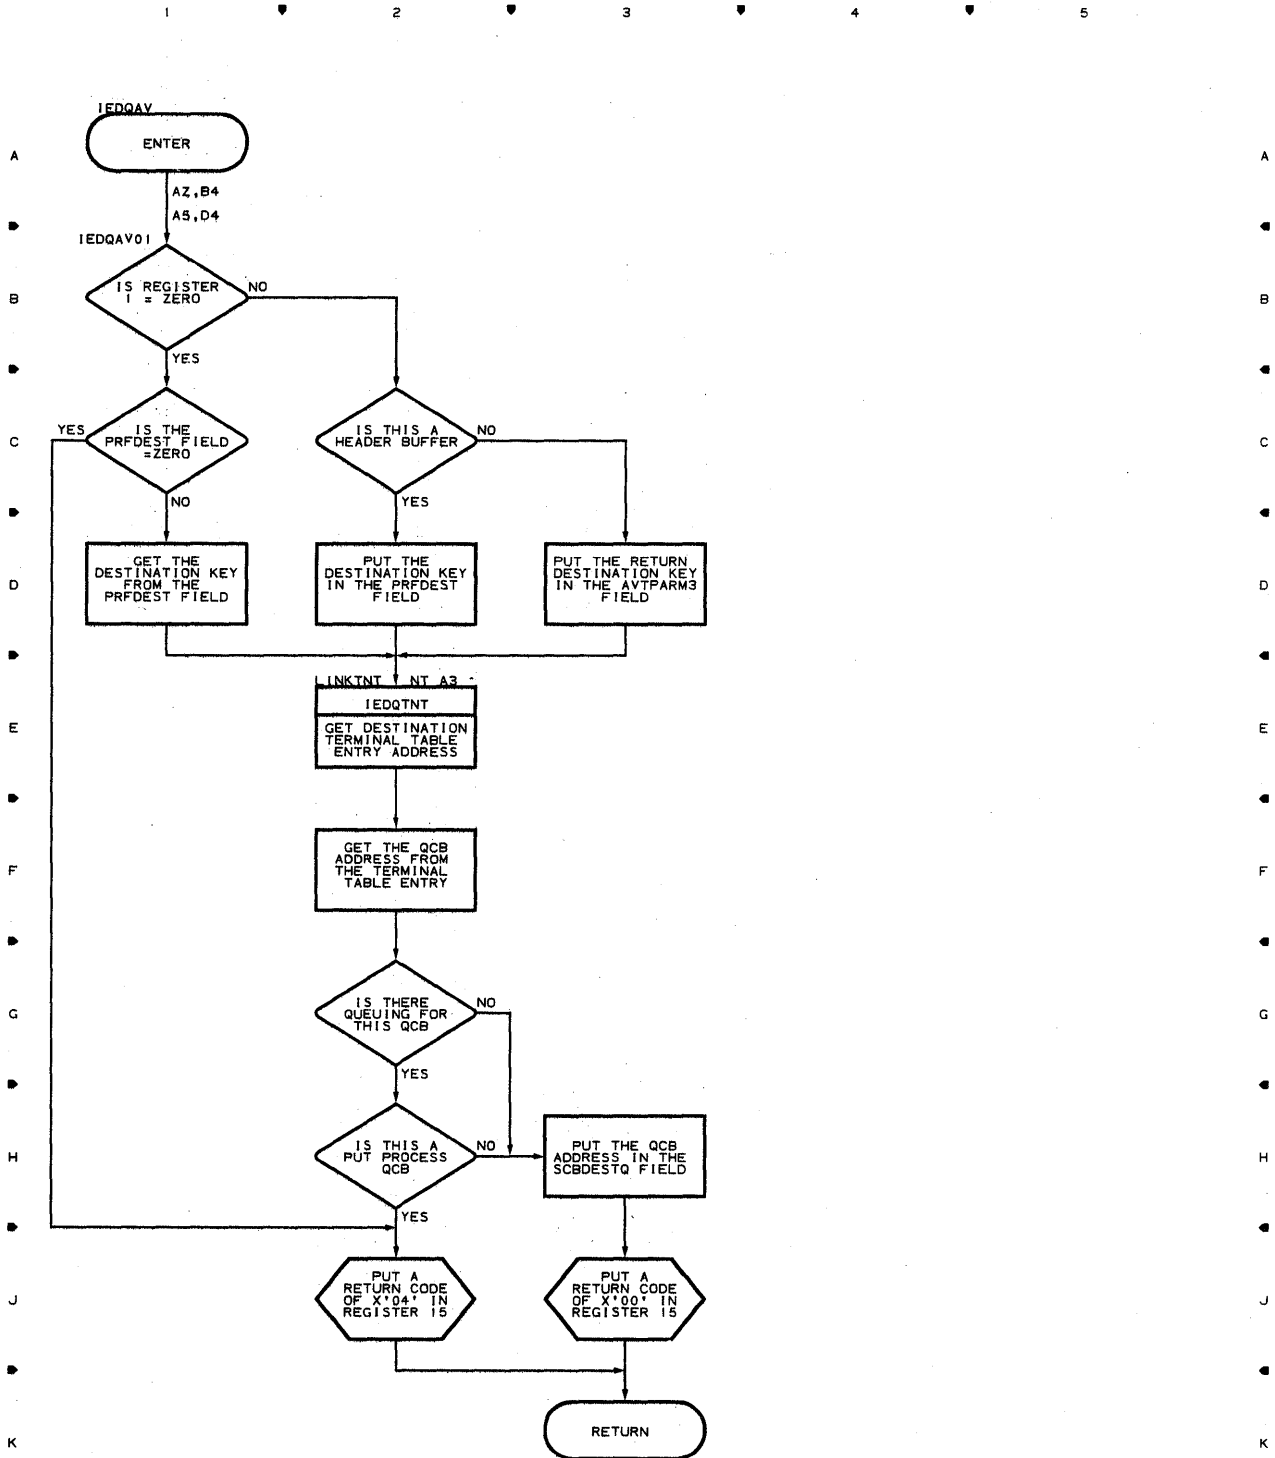 1 2 3 4 5
IEDQAV
ENTER
A A
AZ,B4
A5,D4
IEDQAV01
IS REGISTER
1 = ZERO
NO
B B
YES
YES
IS THE
PRFDEST FIELD
=ZERO
IS THIS A
HEADER BUFFER
NO
C C
NO
YES
GET THE
DESTINATION KEY
FROM THE
PRFDEST FIELD
PUT THE
DESTINATION KEY
IN THE PRFDEST
FIELD
PUT THE RETURN
DESTINATION KEY
IN THE AVTPARM3
FIELD
D D
LINKTNT NT A3
IEDQTNT
GET DESTINATION
TERMINAL TABLE
ENTRY ADDRESS
E E
GET THE QCB
ADDRESS FROM
THE TERMINAL
TABLE ENTRY
F F
IS THERE
QUEUING FOR
THIS QCB
NO
G G
YES
IS THIS A
PUT PROCESS
QCB
NO
PUT THE QCB
ADDRESS IN THE
SCBDESTQ FIELD
H H
YES
PUT A
RETURN CODE
OF X'04' IN
REGISTER 15
PUT A
RETURN CODE
OF X'00' IN
REGISTER 15
J J
RETURN
K K